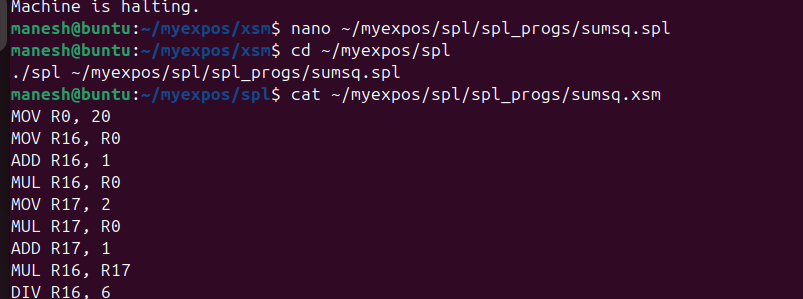 Machine is halting.
manesh@buntu:~/myexpos/xsm$ nano ~/myexpos/spl/spl_progs/sumsq.spl
manesh@buntu:~/myexpos/xsm$ cd ~/myexpos/spl
./spl ~/myexpos/spl/spl_progs/sumsq.spl
manesh@buntu:~/myexpos/spl$ cat ~/myexpos/spl/spl_progs/sumsq.xsm
MOV R0, 20
MOV R16, R0
ADD R16, 1
MUL R16, R0
MOV R17, 2
MUL R17, R0
ADD R17, 1
MUL R16, R17
DIV R16, 6